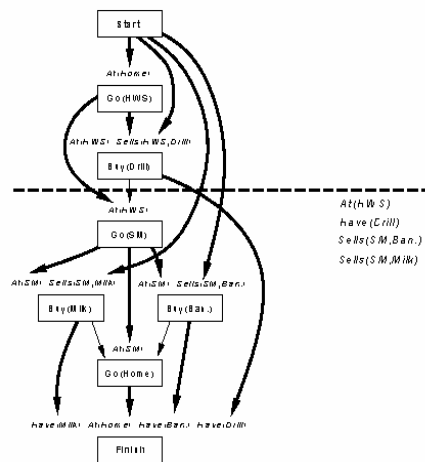 Start
At(Home)
Go(HWS)
At(HWS) Sells(HWS,Drill)
Buy(Drill)
At(HWS)
At(HWS)
Have(Drill)
Sells(SM,Ban.)
Sells(SM,Milk)
Go(SM)
At(SM) Sells(SM,Milk) At(SM) Sells(SM,Ban.)
Buy(Milk) Buy(Ban.)
At(SM)
Go(Home)
Have(Milk) At(Home) Have(Ban.) Have(Drill)
Finish